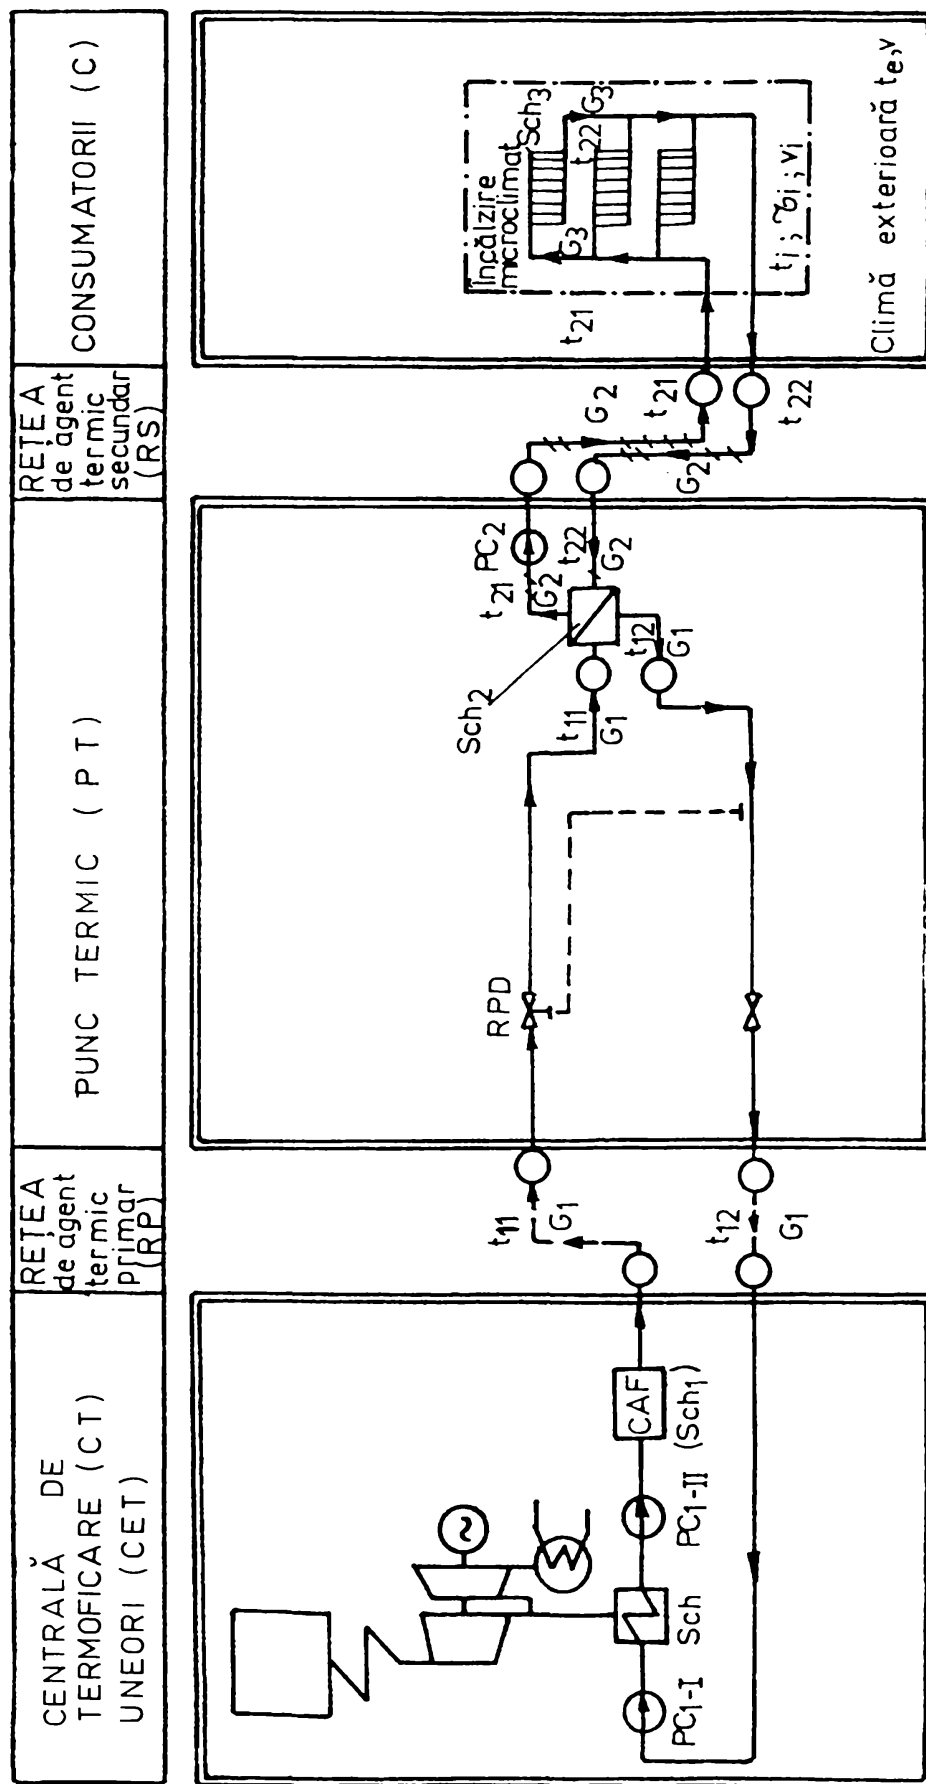 CENTRALĂ DE
TERMOFICARE (CT)
UNEORI (CET)
REȚEA
de agent
termic
primar
(RP)
PUNC TERMIC (PT)
REȚEA
de agent
termic
secundar
(RS)
CONSUMATORII (C)
PC1-I
Sch
PC1-II
CAF
(Sch1)
~
t11
G1
t12
G1
RPD
Sch2
t11
G1
t12
G1
t21
G2
PC2
t22
G2
G2
t21
G2
t22
t21
Încălzire
microclimat
Sch3
G3
t22
G3
ti ; τi ; vi
Climă exterioară te,v